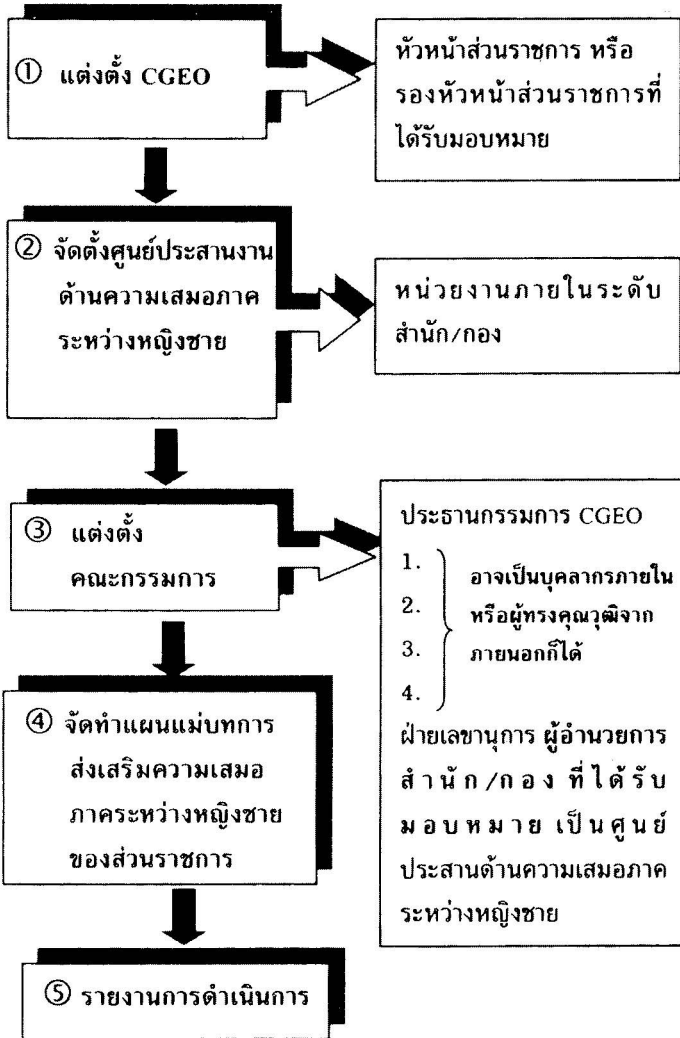 ① แต่งตั้ง CGEO
หัวหน้าส่วนราชการ หรือ
รองหัวหน้าส่วนราชการที่
ได้รับมอบหมาย
② จัดตั้งศูนย์ประสานงาน
ด้านความเสมอภาค
ระหว่างหญิงชาย
หน่วยงานภายในระดับ
สำนัก/กอง
③ แต่งตั้ง
คณะกรรมการ
ประธานกรรมการ CGEO
1.
2.
3.
4.
อาจเป็นบุคลากรภายใน
หรือผู้ทรงคุณวุฒิจาก
ภายนอกก็ได้
ฝ่ายเลขานุการ ผู้อำนวยการ
สำนัก/กอง ที่ได้รับ
มอบหมาย เป็นศูนย์
ประสานด้านความเสมอภาค
ระหว่างหญิงชาย
④ จัดทำแผนแม่บทการ
ส่งเสริมความเสมอ
ภาคระหว่างหญิงชาย
ของส่วนราชการ
⑤ รายงานการดำเนินการ